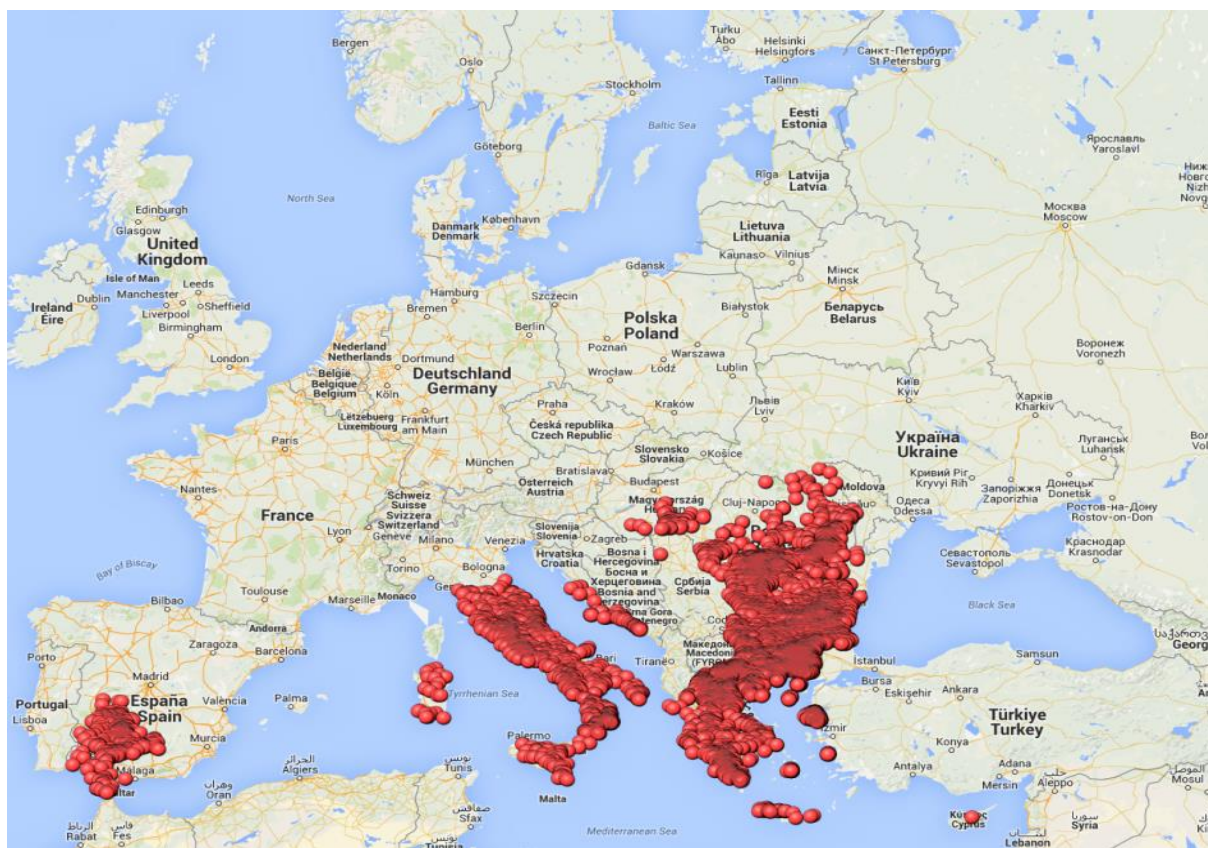 Turku
Åbo
Helsinki
Helsingfors
Санкт-Петербург
St Petersburg
Bergen
Oslo
Stockholm
Tallinn
Eesti
Estonia
Ярославль
Yaroslavl
Baltic Sea
Göteborg
Rīga
Latvija
Latvia
North Sea
Москва
Moscow
Edinburgh
Glasgow
United
Kingdom
København
Danmark
Denmark
Lietuva
Lithuania
Kaunas
Vilnius
Isle of Man
Leeds
Gdańsk
Мінск
Minsk
Ireland
Éire
Dublin
Manchester
Sheffield
Liverpool
Birmingham
Hamburg
Bremen
Szczecin
Białystok
Беларусь
Belarus
Berlin
Polska
Poland
Poznań
Warszawa
Воронеж
Voronezh
London
Nederland
Netherlands
Dortmund
Deutschland
Germany
Łódź
Lublin
Wrocław
België
Belgique
Belgium
Köln
Київ
Kyiv
Харків
Kharkiv
Lëtzebuerg
Luxembourg
Frankfurt
am Main
Praha
Kraków
Львів
Lviv
Česká republika
Czech Republic
Україна
Ukraine
Луганськ
Luhansk
Paris
Slovensko
Slovakia
Košice
München
Bratislava
Кривий Ріг
Kryvyi Rih
Донецьк
Donetsk
Запоріжжя
Zaporizhia
Österreich
Austria
Budapest
Moldova
Nantes
Schweiz
Suisse
Svizzera
Switzerland
Genève
Cluj-Napoca
Одеса
Odessa
Ростов-на-Дону
Rostov-on-Don
France
Lyon
Milano
Venezia
Slovenija
Slovenia
Zagreb
Hrvatska
Croatia
Torino
Bologna
Bosna i
Hercegovina
Босна и
Херцеговина
Bosnia and
Србија
Serbia
Краснодар
Krasnodar
Севастополь
Sevastopol
Bay of Biscay
Toulouse
Marseille
Monaco
Bilbao
Andorra
Black Sea
Porto
Zaragoza
Barcelona
Tiranë
Madrid
İstanbul
Samsun
Bursa
Ankara
Eskişehir
Portugal
Lisboa
España
Spain
València
Palma
Tyrrhenian Sea
Türkiye
Turkey
İzmir
Konya
Murcia
Palermo
Antalya
Adana
Mersin
Málaga
الجزائر
Algiers
تونس
Tunis
وهران
Oran
Malta
حلب
Aleppo
الموصل
Mosul
الرباط
Rabat
فاس
Fes
صفاقس
Sfax
Mediterranean Sea
Cyprus
سوريا
Syria
Lebanon